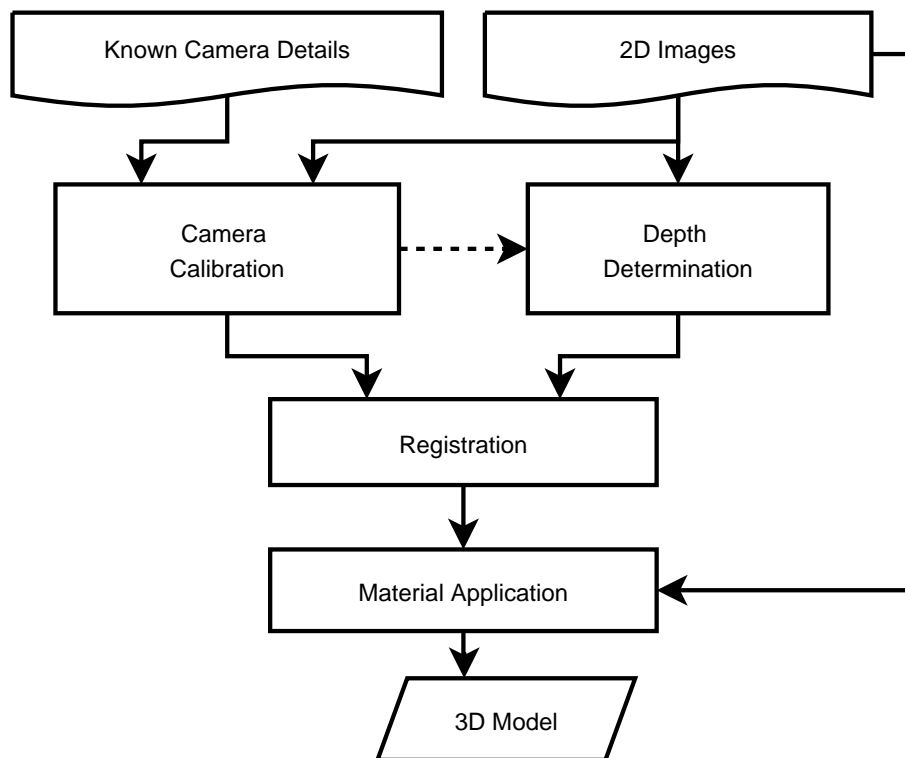 Known Camera Details
2D Images
Camera
Calibration
Depth
Determination
Registration
Material Application
3D Model